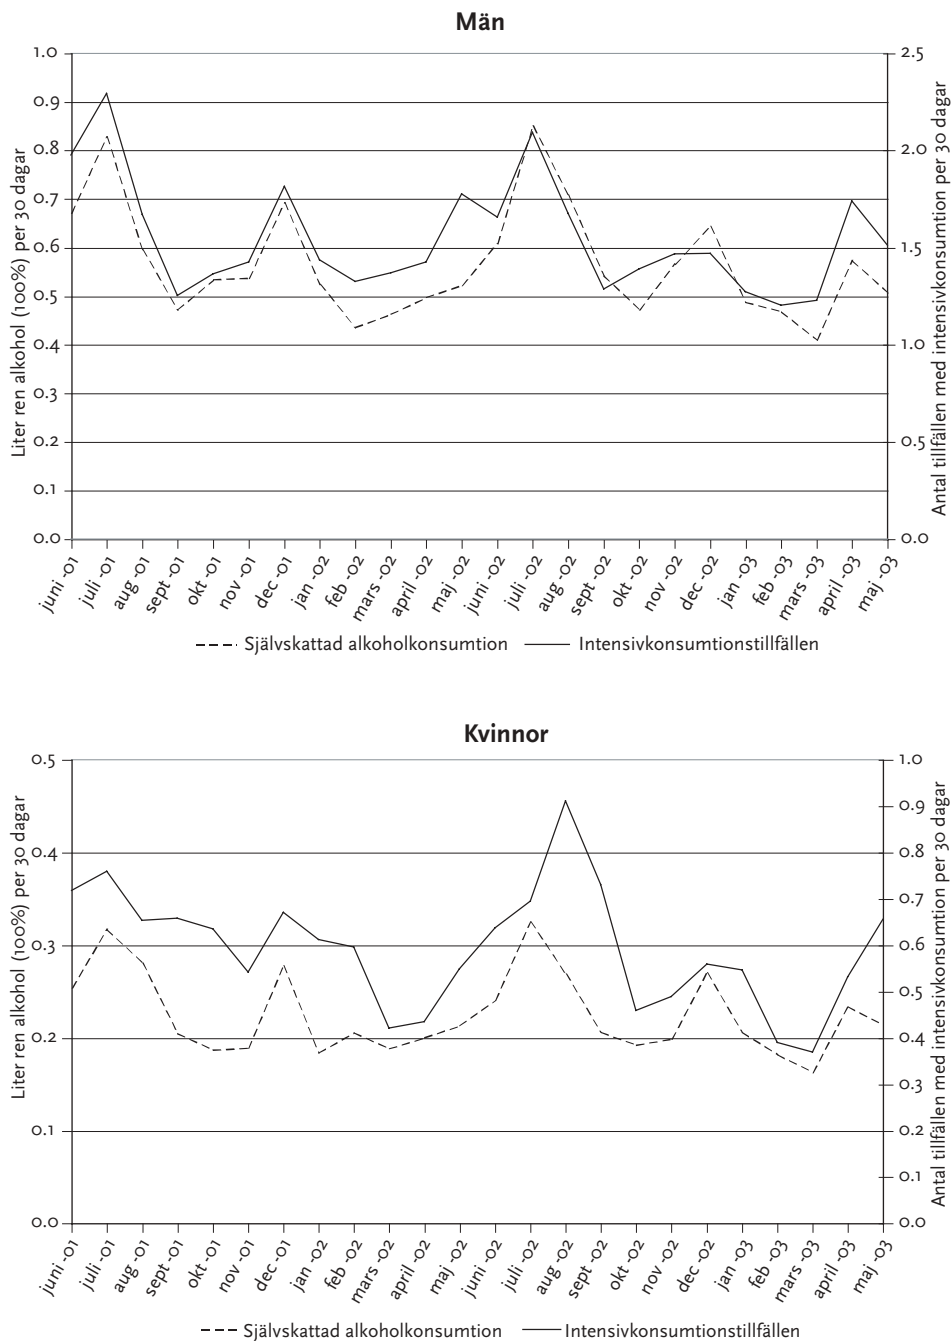 Män
Liter ren alkohol (100%) per 30 dagar
1.0
0.9
0.8
0.7
0.6
0.5
0.4
0.3
0.2
0.1
0.0
2.5
2.0
1.5
1.0
0.5
0.0
Antal tillfällen med intensivkonsumtion per 30 dagar
juni -01
juli -01
aug -01
sept -01
okt -01
nov -01
dec -01
jan -02
feb -02
mars -02
april -02
maj -02
juni -02
juli -02
aug -02
sept -02
okt -02
nov -02
dec -02
jan -03
feb -03
mars -03
april -03
maj -03
Självskattad alkoholkonsumtion Intensivkonsumtionstillfällen
Kvinnor
Liter ren alkohol (100%) per 30 dagar
0.5
0.4
0.3
0.2
0.1
0.0
1.0
0.9
0.8
0.7
0.6
0.5
0.4
0.3
0.2
0.1
0.0
Antal tillfällen med intensivkonsumtion per 30 dagar
juni -01
juli -01
aug -01
sept -01
okt -01
nov -01
dec -01
jan -02
feb -02
mars -02
april -02
maj -02
juni -02
juli -02
aug -02
sept -02
okt -02
nov -02
dec -02
jan -03
feb -03
mars -03
april -03
maj -03
Självskattad alkoholkonsumtion Intensivkonsumtionstillfällen